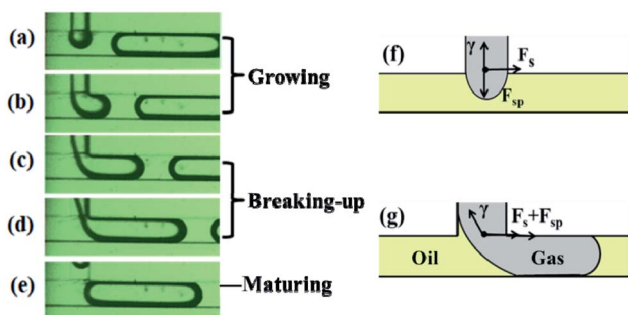 (a)
(b)
Growing
(c)
(d)
Breaking-up
(e)
Maturing
(f)
γ
Fs
Fsp
(g)
γ
Fs+Fsp
Oil
Gas